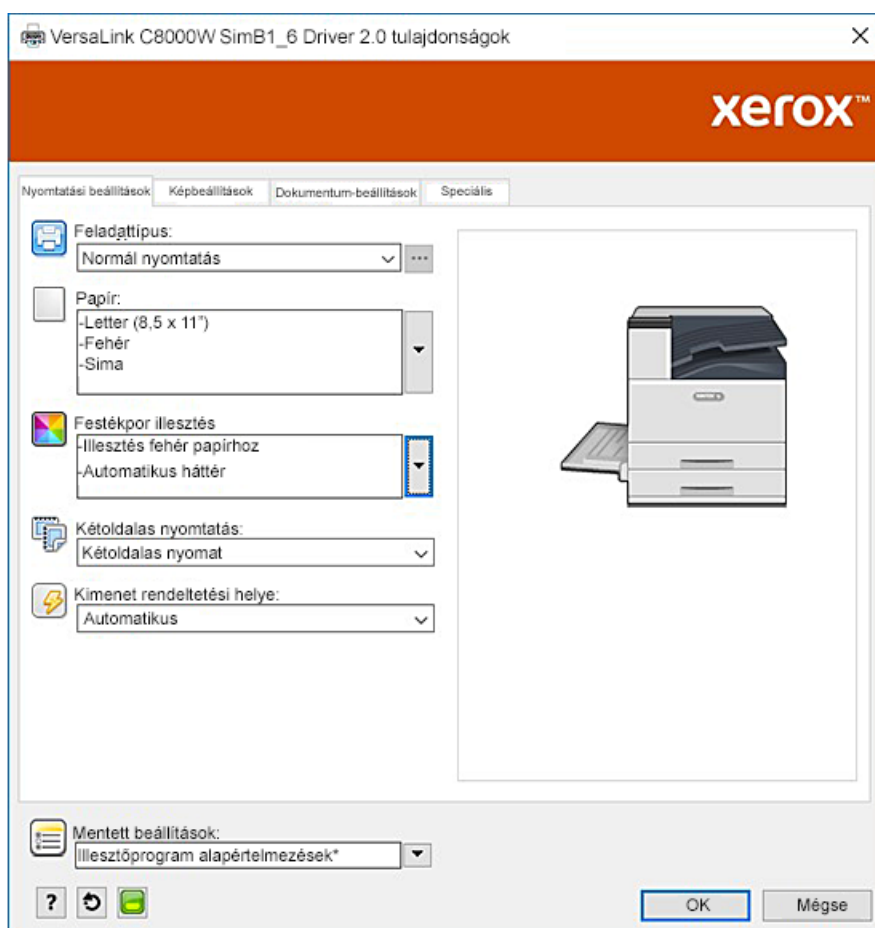 VersaLink C8000W SimB1_6 Driver 2.0 tulajdonságok
xerox™
Nyomtatási beállítások Képbeállítások Dokumentum-beállítások Speciális
Feladattípus:
Normál nyomtatás
Papír:
-Letter (8,5 x 11")
-Fehér
-Sima
Festékpor illesztés
-Illesztés fehér papírhoz
-Automatikus háttér
Kétoldalas nyomtatás:
Kétoldalas nyomat
Kimenet rendeltetési helye:
Automatikus
Mentett beállítások:
Illesztőprogram alapértelmezések*
? OK Mégse